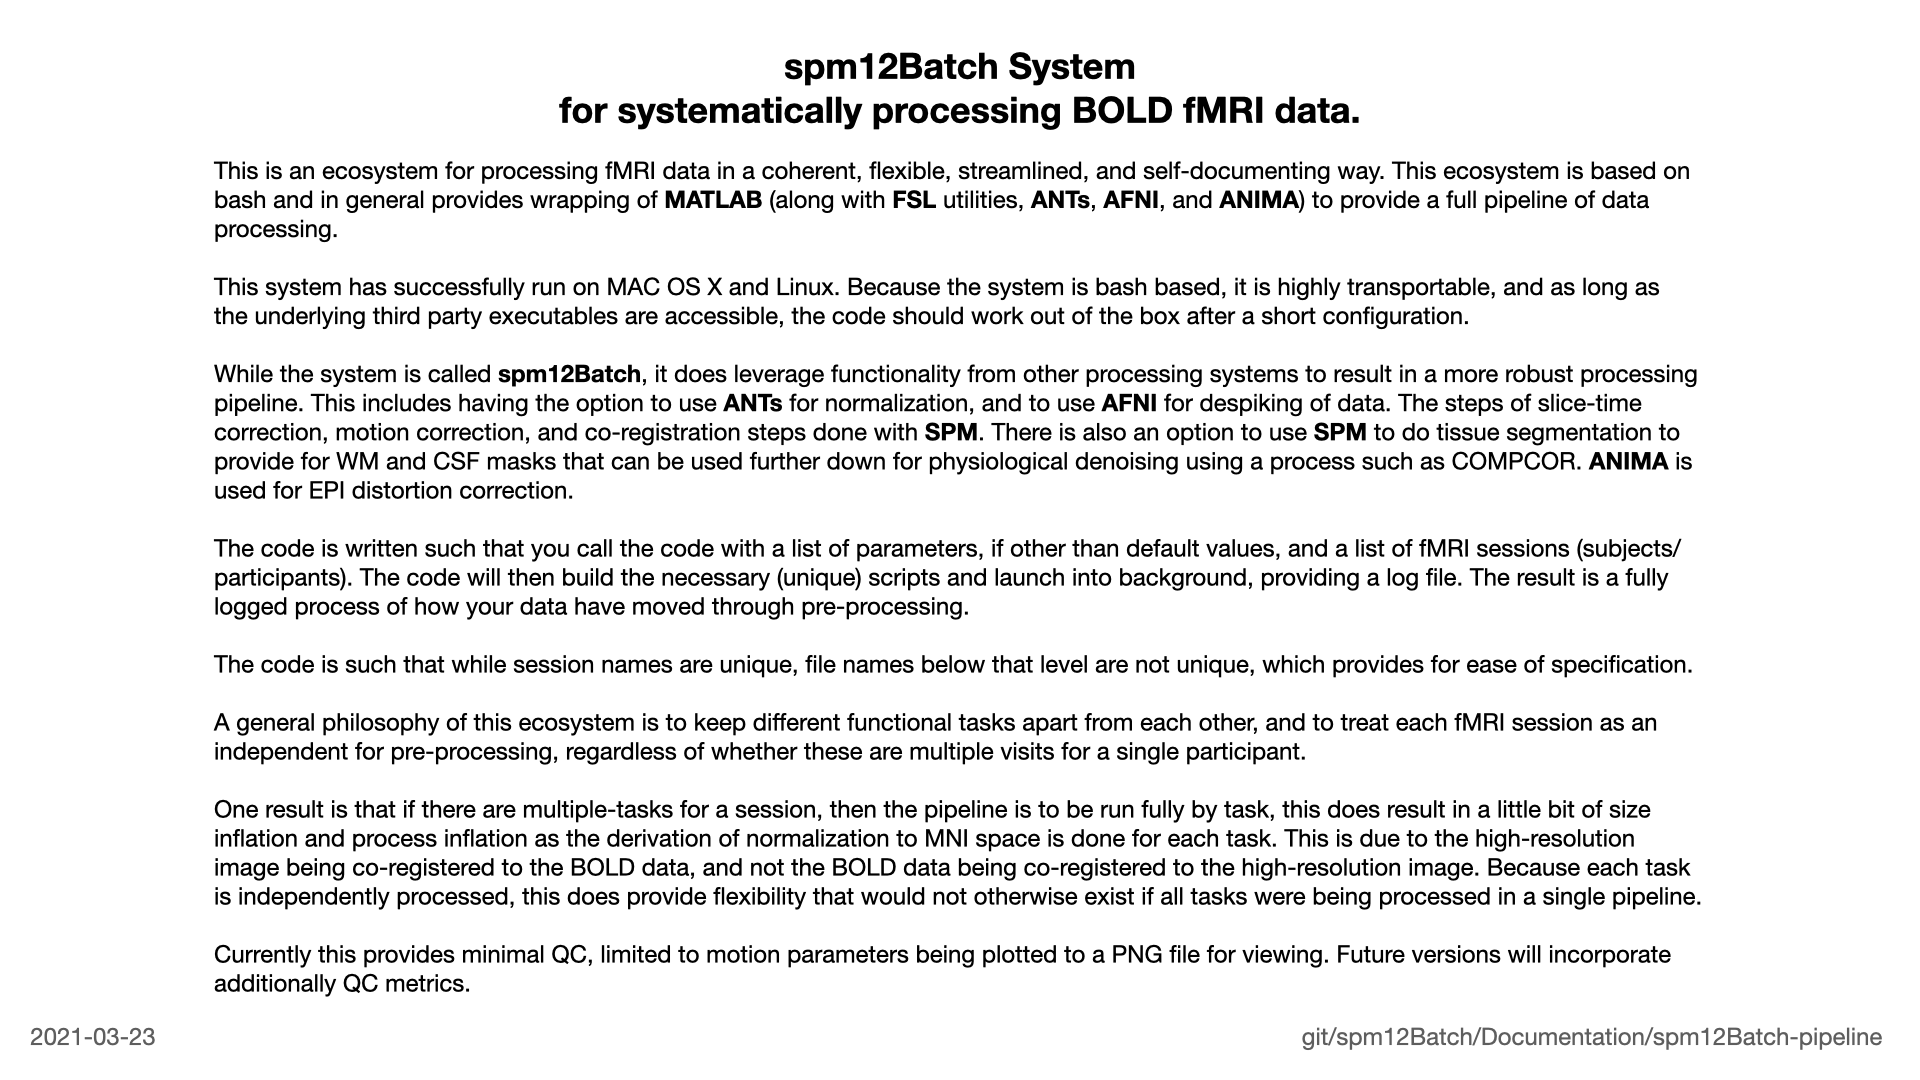 spm12Batch System
for systematically processing BOLD fMRI data.
This is an ecosystem for processing fMRI data in a coherent, flexible, streamlined, and self-documenting way. This ecosystem is based on
bash and in general provides wrapping of MATLAB (along with FSL utilities, ANTs, AFNI, and ANIMA) to provide a full pipeline of data
processing.
This system has successfully run on MAC OS X and Linux. Because the system is bash based, it is highly transportable, and as long as
the underlying third party executables are accessible, the code should work out of the box after a short configuration.
While the system is called spm12Batch, it does leverage functionality from other processing systems to result in a more robust processing
pipeline. This includes having the option to use ANTs for normalization, and to use AFNI for despiking of data. The steps of slice-time
correction, motion correction, and co-registration steps done with SPM. There is also an option to use SPM to do tissue segmentation to
provide for WM and CSF masks that can be used further down for physiological denoising using a process such as COMPCOR. ANIMA is
used for EPI distortion correction.
The code is written such that you call the code with a list of parameters, if other than default values, and a list of fMRI sessions (subjects/
participants). The code will then build the necessary (unique) scripts and launch into background, providing a log file. The result is a fully
logged process of how your data have moved through pre-processing.
The code is such that while session names are unique, file names below that level are not unique, which provides for ease of specification.
A general philosophy of this ecosystem is to keep different functional tasks apart from each other, and to treat each fMRI session as an
independent for pre-processing, regardless of whether these are multiple visits for a single participant.
One result is that if there are multiple-tasks for a session, then the pipeline is to be run fully by task, this does result in a little bit of size
inflation and process inflation as the derivation of normalization to MNI space is done for each task. This is due to the high-resolution
image being co-registered to the BOLD data, and not the BOLD data being co-registered to the high-resolution image. Because each task
is independently processed, this does provide flexibility that would not otherwise exist if all tasks were being processed in a single pipeline.
Currently this provides minimal QC, limited to motion parameters being plotted to a PNG file for viewing. Future versions will incorporate
additionally QC metrics.
2021-03-23
git/spm12Batch/Documentation/spm12Batch-pipeline